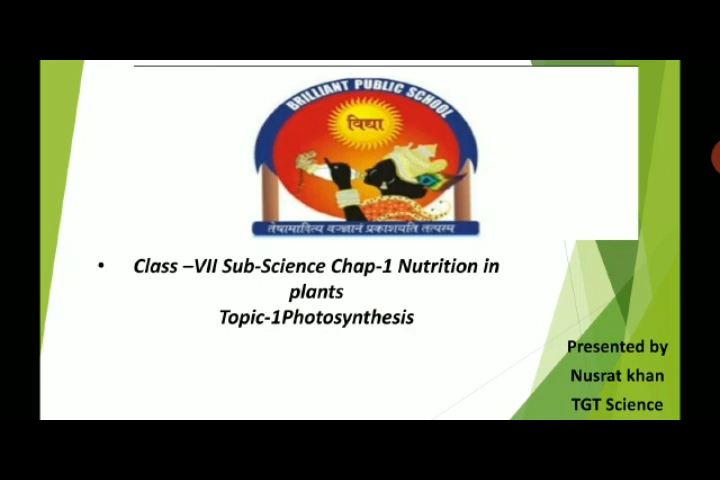 BRILLIANT PUBLIC SCHOOL
विद्या
तेषामादित्य वज्ज्ञानं प्रकाशयति तत्परम
• Class –VII Sub-Science Chap-1 Nutrition in
plants
Topic-1Photosynthesis
Presented by
Nusrat khan
TGT Science